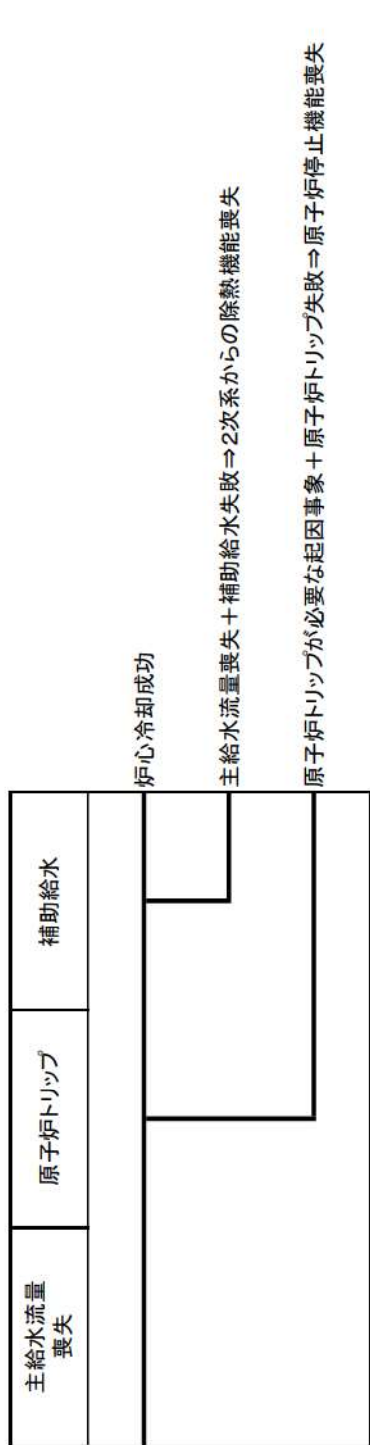 主給水流量
喪失
原子炉トリップ
補助給水
炉心冷却成功
主給水流量喪失＋補助給水失敗⇒2次系からの除熱機能喪失
原子炉トリップが必要な起因事象＋原子炉トリップ失敗⇒原子炉停止機能喪失